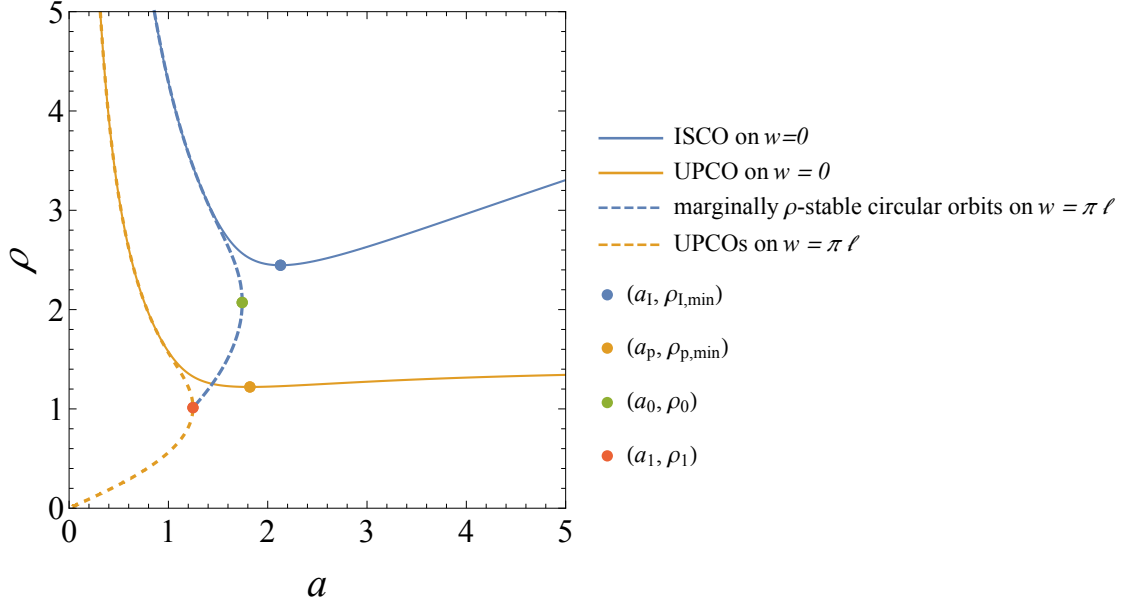 5
4
3
2
1
0
ρ
0 1 2 3 4 5
a
ISCO on w=0
UPCO on w = 0
marginally ρ-stable circular orbits on w = π ℓ
UPCOs on w = π ℓ
(a_I, ρ_I,min)
(a_p, ρ_p,min)
(a_0, ρ_0)
(a_1, ρ_1)